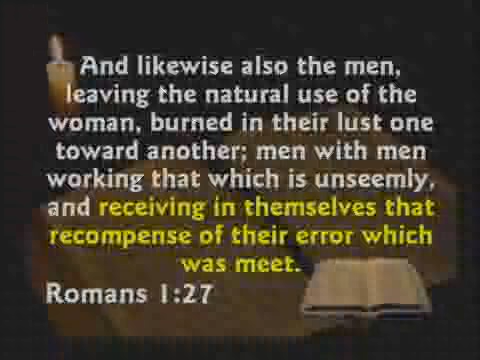 And likewise also the men,
leaving the natural use of the
woman, burned in their lust one
toward another; men with men
working that which is unseemly,
and receiving in themselves that
recompense of their error which
was meet.
Romans 1:27